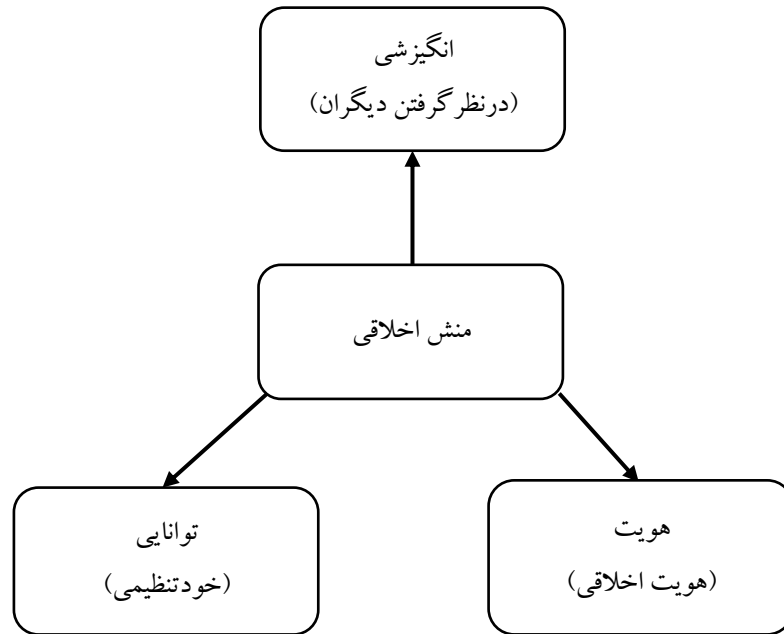 انگیزشی
(درنظرگرفتن دیگران)
منش اخلاقی
هویت
(هویت اخلاقی)
توانایی
(خودتنظیمی)